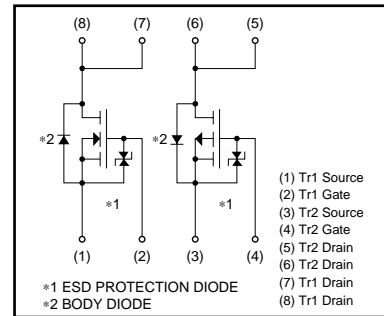 (8) (7) (6) (5)
∗2 ∗2
∗1 ∗1
(1) (2) (3) (4)
(1) Tr1 Source
(2) Tr1 Gate
(3) Tr2 Source
(4) Tr2 Gate
(5) Tr2 Drain
(6) Tr2 Drain
(7) Tr1 Drain
(8) Tr1 Drain
∗1 ESD PROTECTION DIODE
∗2 BODY DIODE